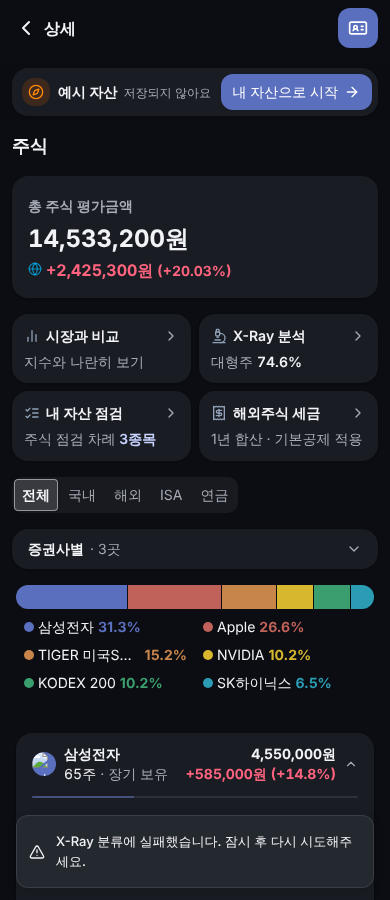 상세
예시 자산 저장되지 않아요 내 자산으로 시작 →
주식
총 주식 평가금액
14,533,200원
+2,425,300원 (+20.03%)
시장과 비교
지수와 나란히 보기
X-Ray 분석
대형주 74.6%
내 자산 점검
주식 점검 차례 3종목
해외주식 세금
1년 합산 · 기본공제 적용
전체 국내 해외 ISA 연금
증권사별 · 3곳
삼성전자 31.3% Apple 26.6%
TIGER 미국S... 15.2% NVIDIA 10.2%
KODEX 200 10.2% SK하이닉스 6.5%
삼성전자 4,550,000원
65주 · 장기 보유 +585,000원 (+14.8%)
X-Ray 분류에 실패했습니다. 잠시 후 다시 시도해주
세요.